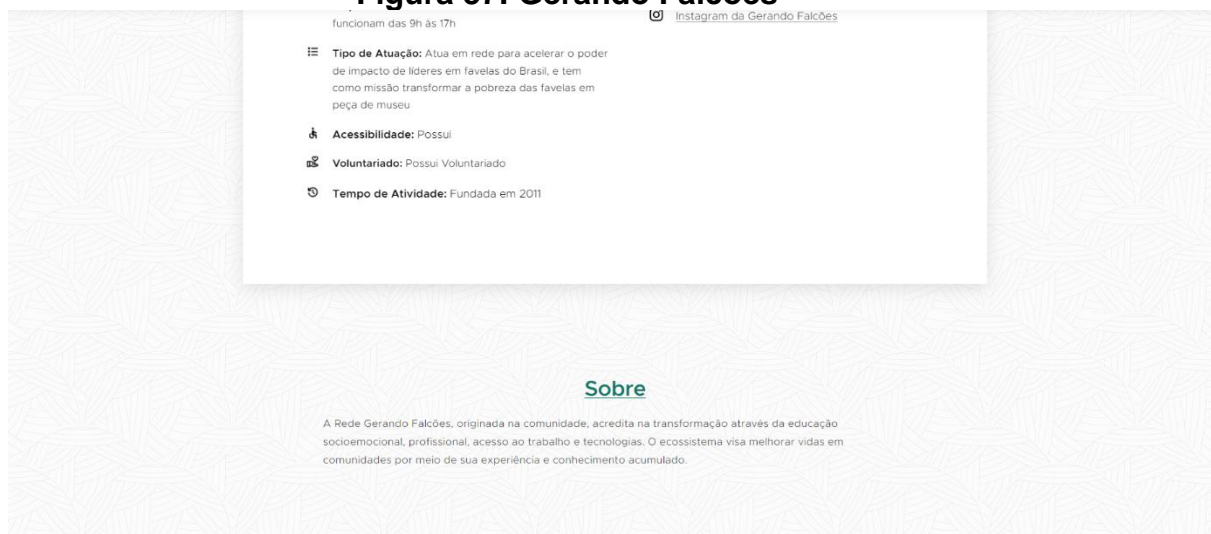 Gerando Falcões
funcionam das 9h às 17h
Instagram da Gerando Falcões
Tipo de Atuação: Atua em rede para acelerar o poder
de impacto de líderes em favelas do Brasil, e tem
como missão transformar a pobreza das favelas em
peça de museu
Acessibilidade: Possui
Voluntariado: Possui Voluntariado
Tempo de Atividade: Fundada em 2011
Sobre
A Rede Gerando Falcões, originada na comunidade, acredita na transformação através da educação
socioemocional, profissional, acesso ao trabalho e tecnologias. O ecossistema visa melhorar vidas em
comunidades por meio de sua experiência e conhecimento acumulado.